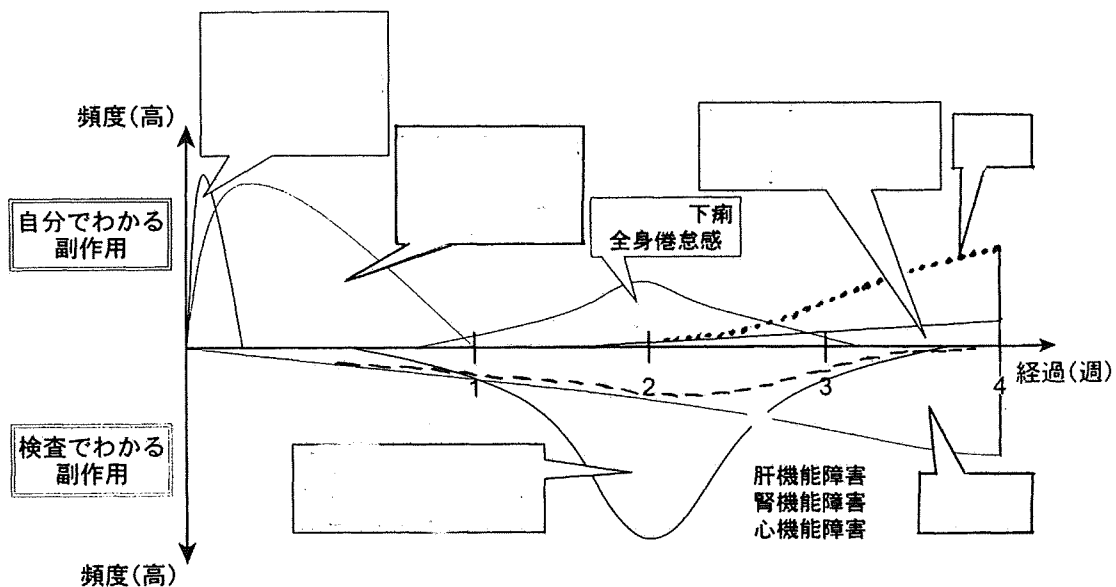 頻度(高)
自分でわかる
副作用
下痢
全身倦怠感
1
2
3
4
経過(週)
検査でわかる
副作用
肝機能障害
腎機能障害
心機能障害
頻度(高)